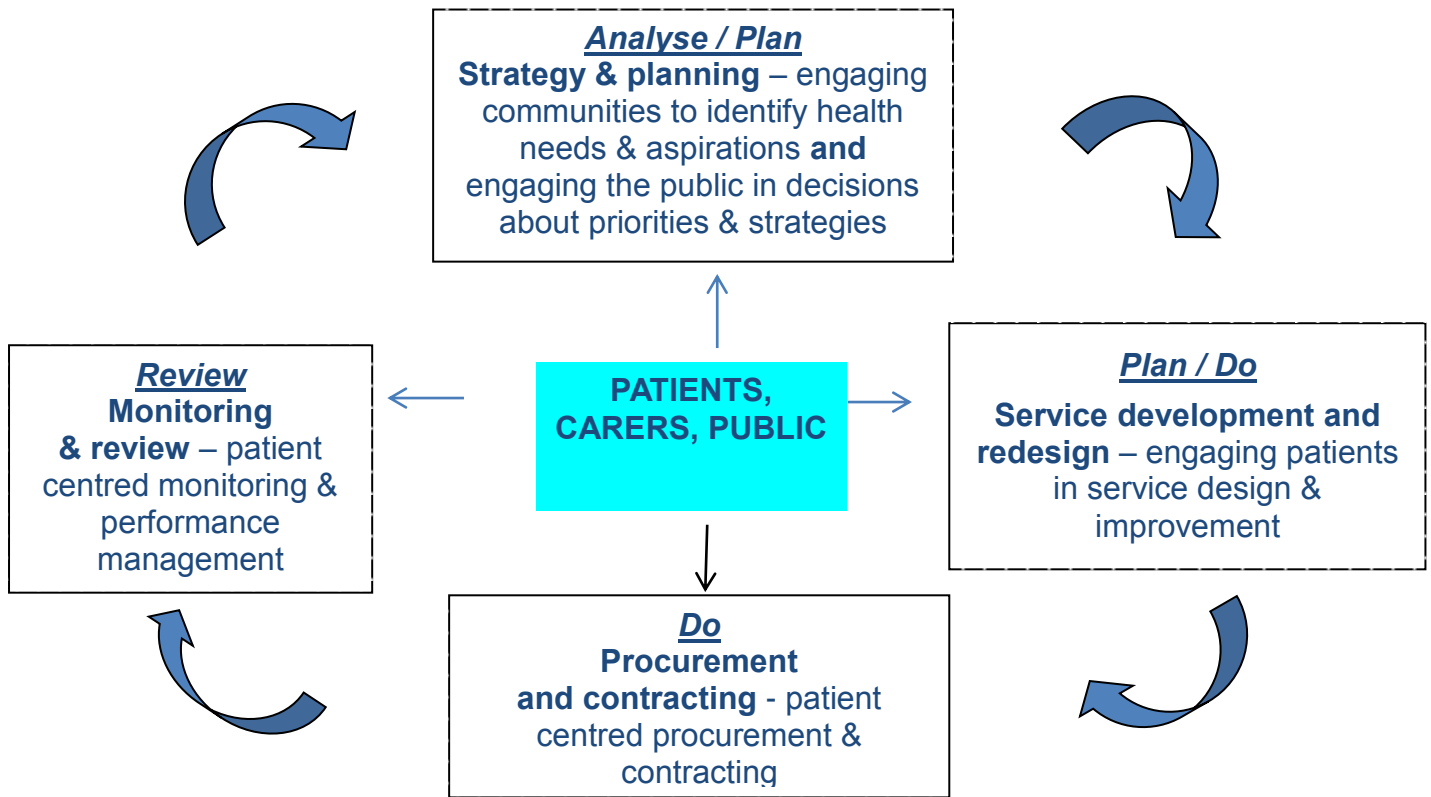 Analyse / Plan
Strategy & planning – engaging
communities to identify health
needs & aspirations and
engaging the public in decisions
about priorities & strategies
Review
Monitoring
& review – patient
centred monitoring &
performance
management
PATIENTS,
CARERS, PUBLIC
Plan / Do
Service development and
redesign – engaging patients
in service design &
improvement
Do
Procurement
and contracting - patient
centred procurement &
contracting